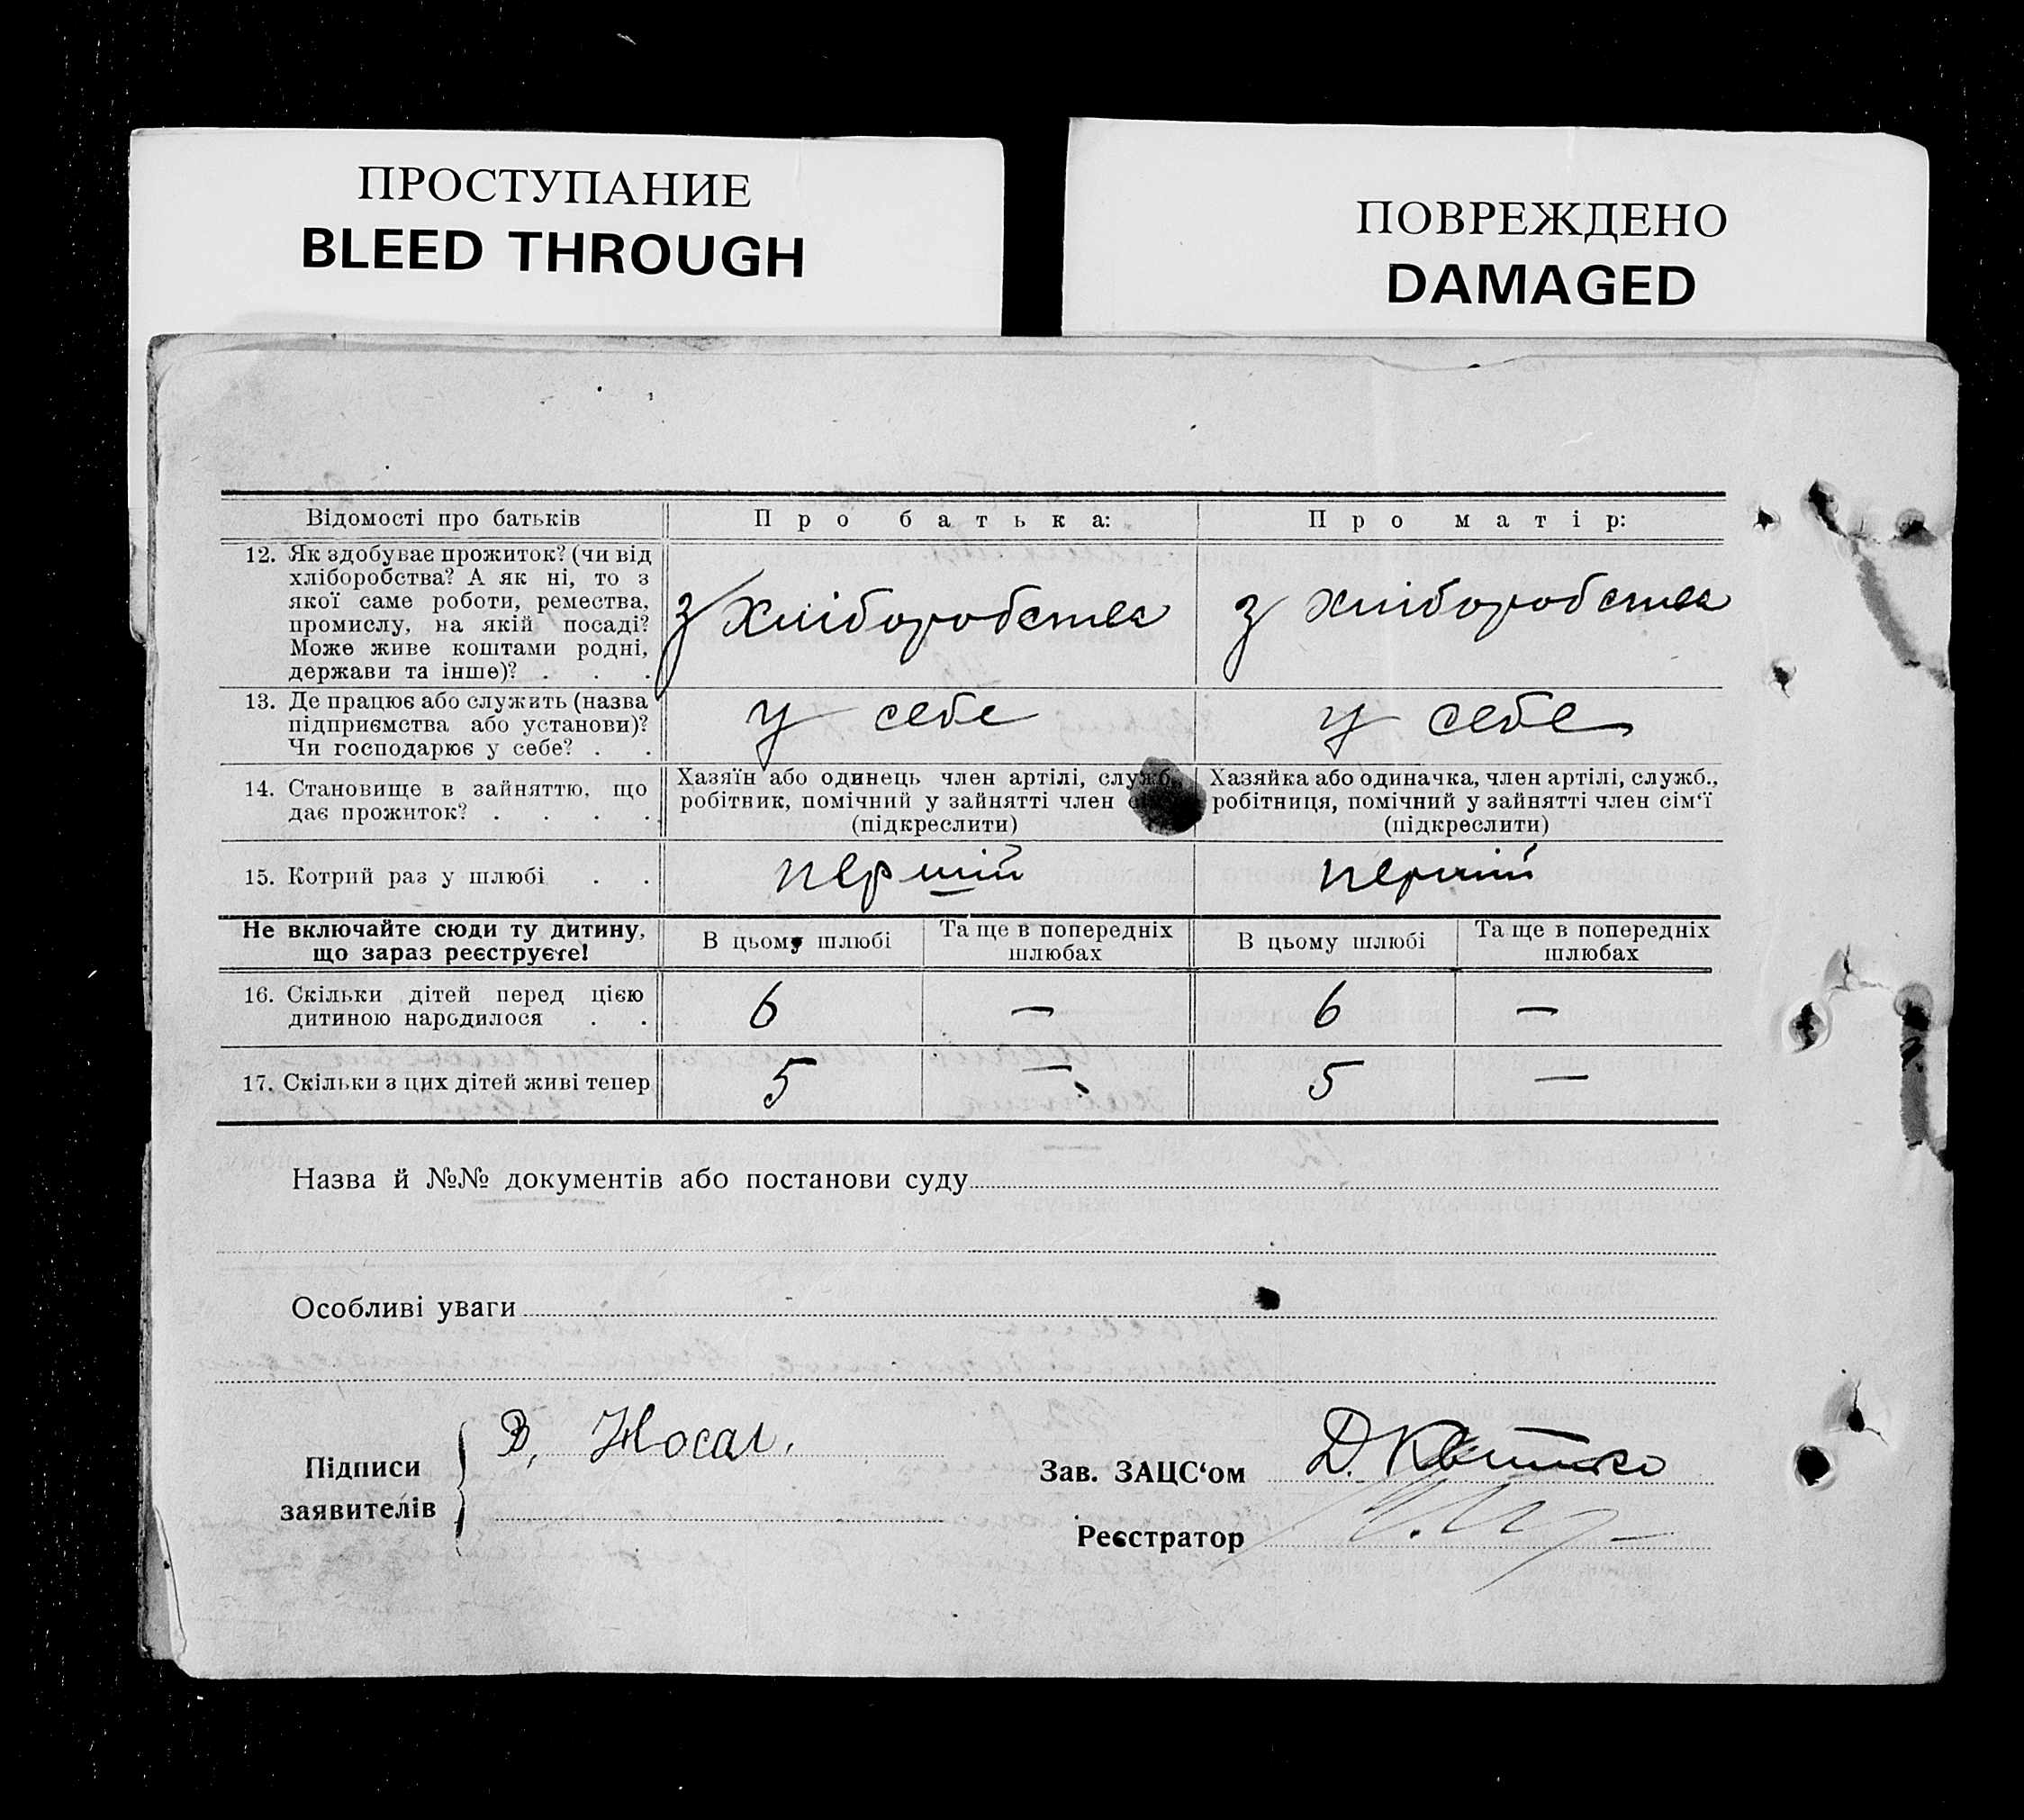 ПРОСТУПАНИЕ
BLEED THROUGH
ПОВРЕЖДЕНО
DAMAGED
Відомості про батьків Про батька: Про матір:
12. Як здобуває прожиток? (чи від
хліборобства? А як ні, то з
якої саме роботи, ремества,
промислу, на якій посаді?
Може живе коштами родні,
держави та інше)? . . .
з хліборобства з хліборобства
13. Де працює або служить (назва
підприємства або установи)?
Чи господарює у себе? . .
у себе у себе
14. Становище в зайняттю, що
дає прожиток? . . . .
Хазяїн або одинець член артілі, служб.,
робітник, помічний у зайнятті член
(підкреслити)
Хазяйка або одиначка, член артілі, служб.,
робітниця, помічний у зайнятті член сім'ї
(підкреслити)
15. Котрий раз у шлюбі . . перший перший
Не включайте сюди ту дитину,
що зараз реєструєте!
В цьому шлюбі Та ще в попередніх
шлюбах
В цьому шлюбі Та ще в попередніх
шлюбах
16. Скільки дітей перед цією
дитиною народилося . .
6 — 6 —
17. Скільки з цих дітей живі тепер 5 — 5 —
Назва й №№ документів або постанови суду
Особливі уваги
Підписи
заявителів
В. Носал.
Зав. ЗАЦС'ом Д.
Реєстратор